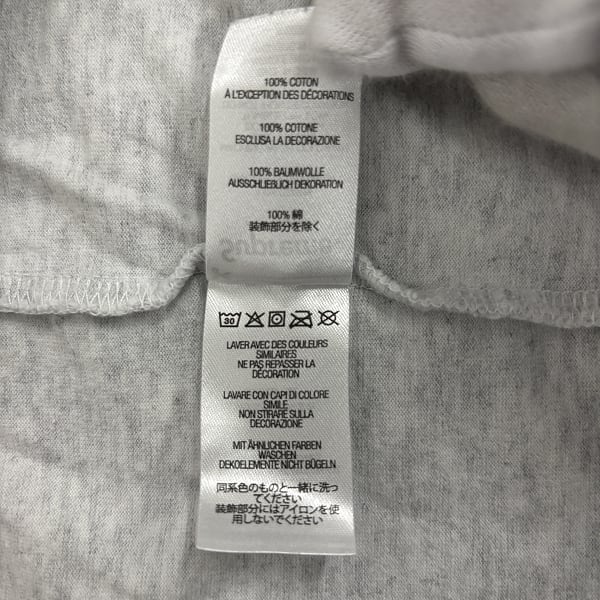 100% COTON
À L'EXCEPTION DES DÉCORATIONS
100% COTONE
ESCLUSA LA DECORAZIONE
100% BAUMWOLLE
AUSSCHLIEßLICH DEKORATION
100% 綿
装飾部分を除く
30
LAVER AVEC DES COULEURS
SIMILAIRES
NE PAS REPASSER LA
DÉCORATION
LAVARE CON CAPI DI COLORE
SIMILE
NON STIRARE SULLA
DECORAZIONE
MIT ÄHNLICHEN FARBEN
WASCHEN
DEKOELEMENTE NICHT BÜGELN
同系色のものと一緒に洗っ
てください
装飾部分にはアイロンを使
用しないでください